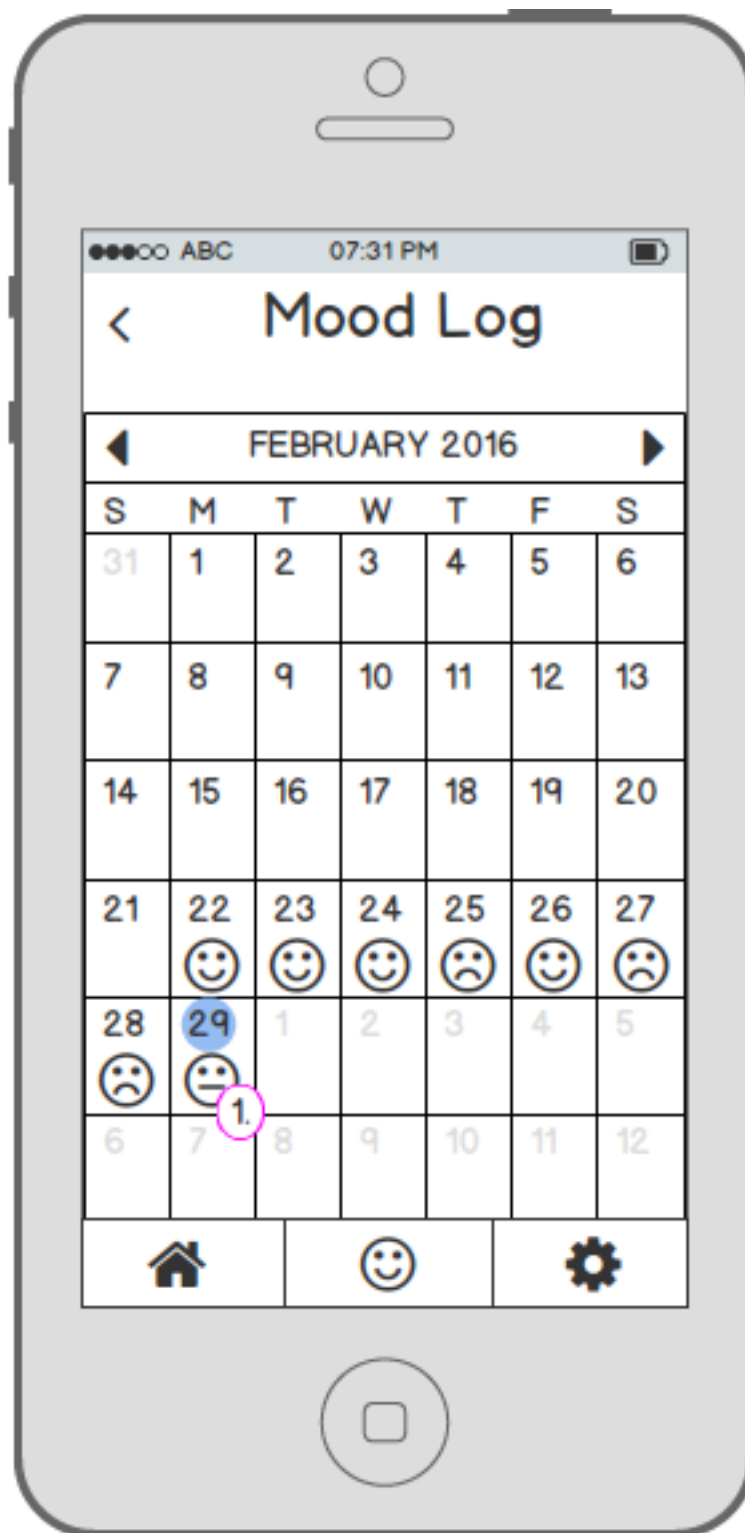 ABC 07:31 PM
Mood Log
FEBRUARY 2016
S M T W T F S
31 1 2 3 4 5 6
7 8 9 10 11 12 13
14 15 16 17 18 19 20
21 22 23 24 25 26 27
28 29 1 2 3 4 5
1.
6 7 8 9 10 11 12